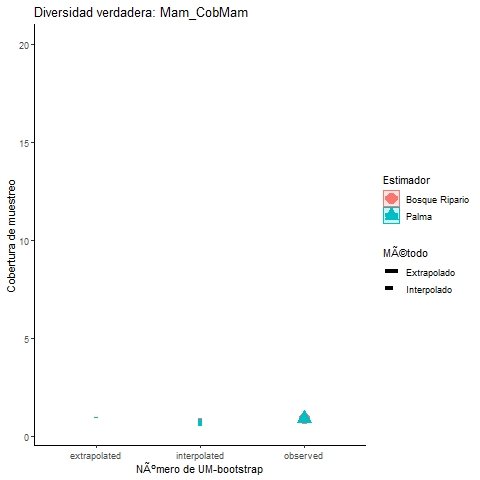 Diversidad verdadera: Mam_CobMam
20
15
10
5
0
Cobertura de muestreo
extrapolated interpolated observed
NÃºmero de UM-bootstrap
Estimador
Bosque Ripario
Palma
MÃ©todo
Extrapolado
Interpolado